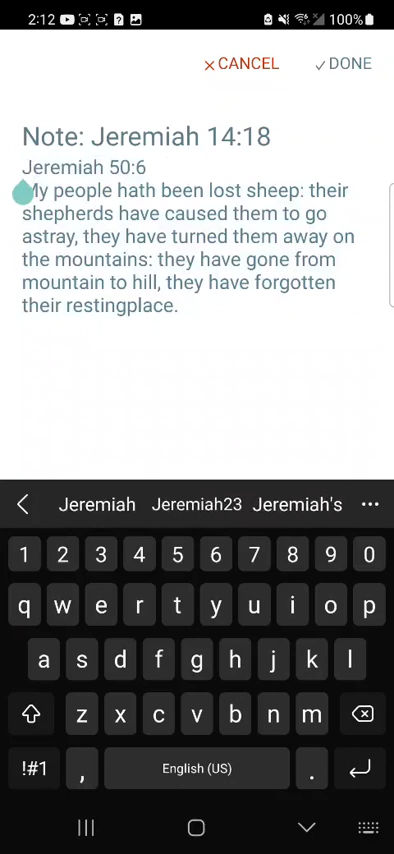 2:12 100%
CANCEL DONE
Note: Jeremiah 14:18
Jeremiah 50:6
My people hath been lost sheep: their
shepherds have caused them to go
astray, they have turned them away on
the mountains: they have gone from
mountain to hill, they have forgotten
their restingplace.
Jeremiah Jeremiah23 Jeremiah's ...
1 2 3 4 5 6 7 8 9 0
q w e r t y u i o p
a s d f g h j k l
z x c v b n m
!#1 , English (US) .